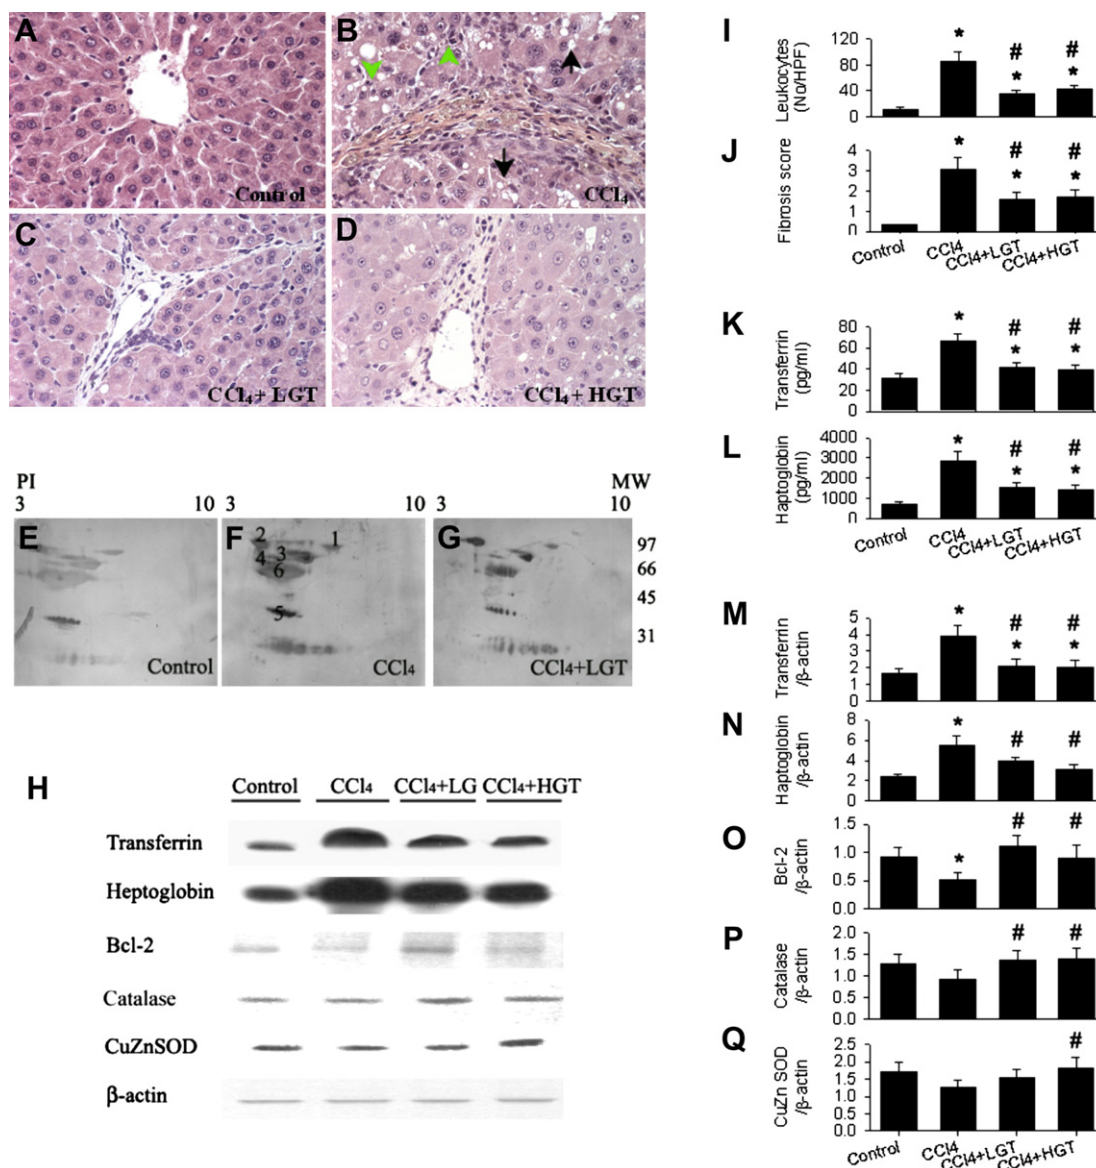 A
Control
B
CCl4
C
CCl4+ LGT
D
CCl4+ HGT
PI
MW
3 10 3 10 3 10
E
Control
F
2 1
4 3
6
5
CCl4
G
CCl4+LGT
97
66
45
31
H
Control CCl4 CCl4+LG CCl4+HGT
Transferrin
Heptoglobin
Bcl-2
Catalase
CuZnSOD
β-actin
I
Leukocytes
(No/HPF)
120
80
40
0
*
#
*
#
*
J
Fibrosis score
4
3
2
1
0
*
#
*
#
*
Control CCl4 CCl4+LGT CCl4+HGT
K
Transferrin
(pg/ml)
80
60
40
20
0
*
#
*
#
*
L
Haptoglobin
(pg/ml)
4000
3000
2000
1000
0
*
#
*
#
*
Control CCl4 CCl4+LGT CCl4+HGT
M
Transferrin
/β-actin
5
4
3
2
1
0
*
#
*
#
*
N
Haptoglobin
/β-actin
8
6
4
2
0
*
#
#
O
Bcl-2
/β-actin
1.5
1.0
0.5
0.0
*
#
#
P
Catalase
/β-actin
2.0
1.5
1.0
0.5
0.0
#
#
Q
CuZn SOD
/β-actin
2.5
2.0
1.5
1.0
0.5
0.0
#
Control CCl4 CCl4+LGT CCl4+HGT